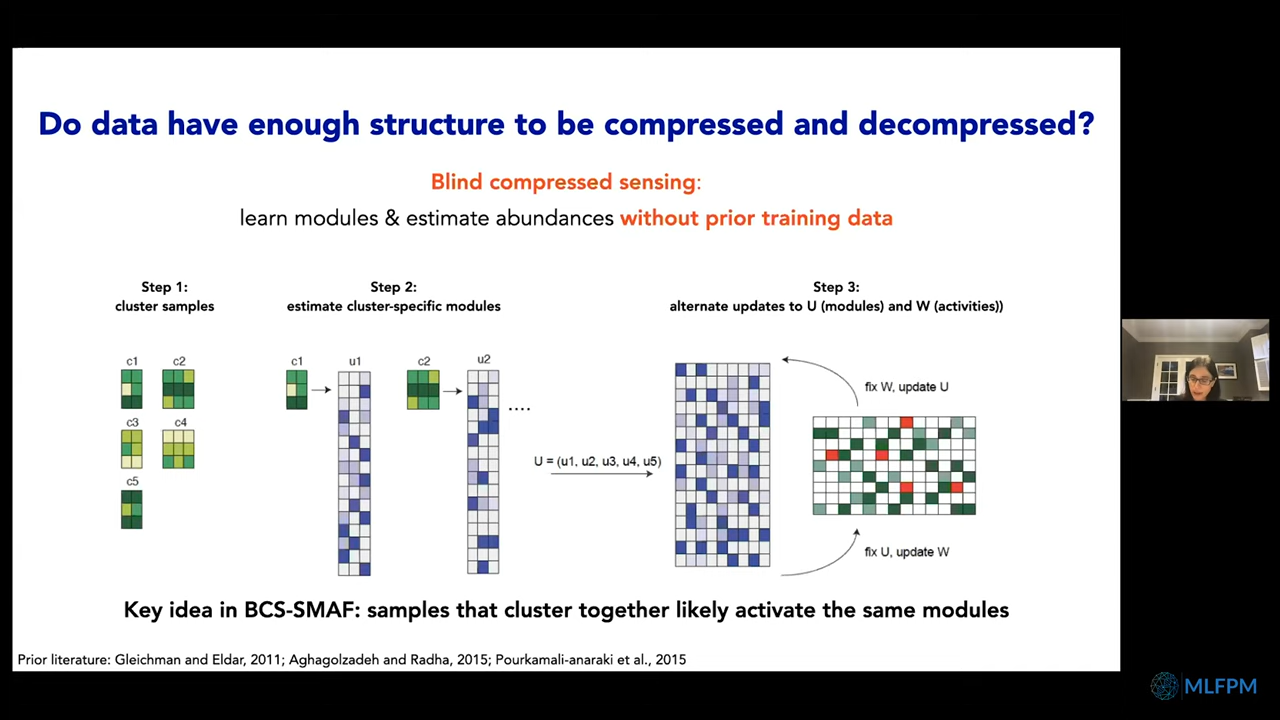 Do data have enough structure to be compressed and decompressed?
Blind compressed sensing:
learn modules & estimate abundances without prior training data
Step 1:
cluster samples
Step 2:
estimate cluster-specific modules
Step 3:
alternate updates to U (modules) and W (activities))
c1 c2
c3 c4
c5
c1 u1 c2 u2
....
U = (u1, u2, u3, u4, u5)
fix W, update U
fix U, update W
Key idea in BCS-SMAF: samples that cluster together likely activate the same modules
Prior literature: Gleichman and Eldar, 2011; Aghagolzadeh and Radha, 2015; Pourkamali-anaraki et al., 2015
MLFPM